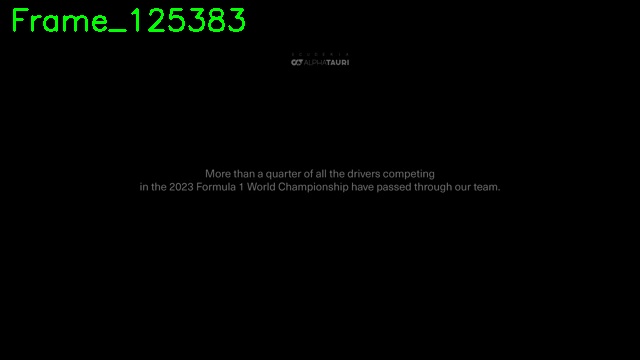 Frame_125383
ACADEMIA
ALPHATAURI
More than a quarter of all the drivers competing
in the 2023 Formula 1 World Championship have passed through our team.